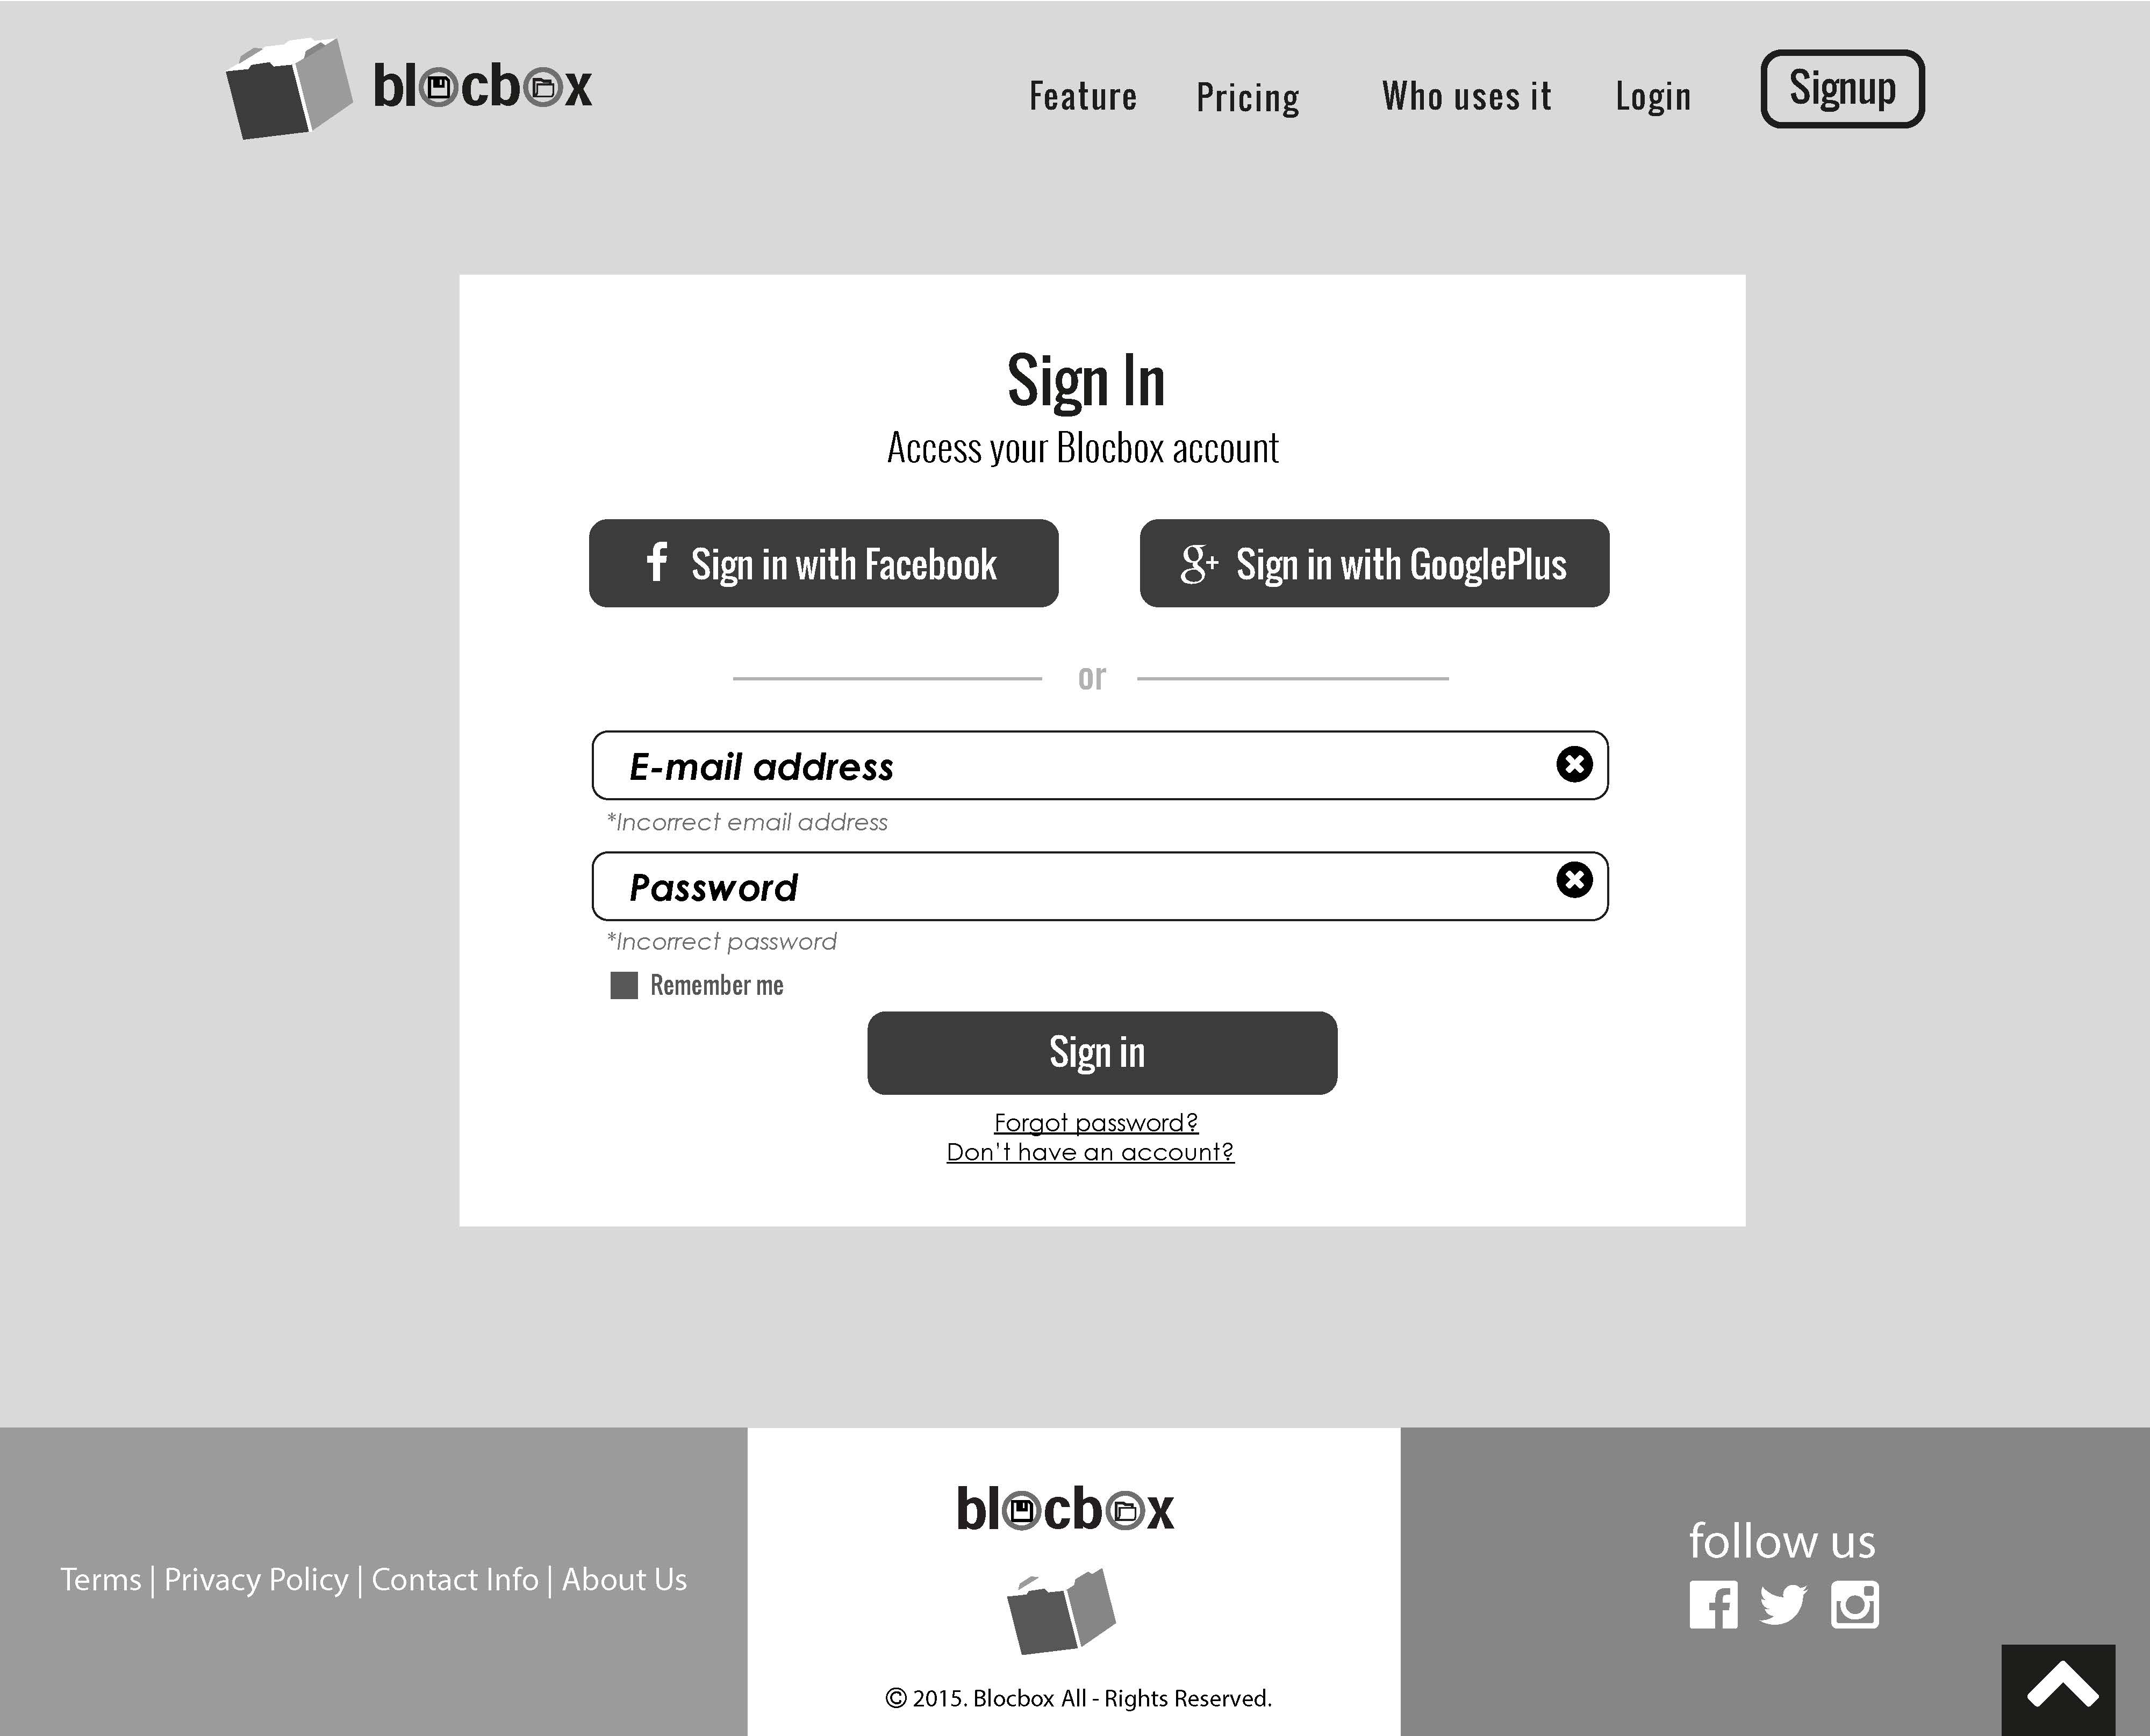 blocbox
Feature Pricing Who uses it Login Signup
Sign In
Access your Blocbox account
f Sign in with Facebook
g+ Sign in with GooglePlus
or
E-mail address
*Incorrect email address
Password
*Incorrect password
Remember me
Sign in
Forgot password?
Don't have an account?
Terms | Privacy Policy | Contact Info | About Us
blocbox
© 2015. Blocbox All - Rights Reserved.
follow us